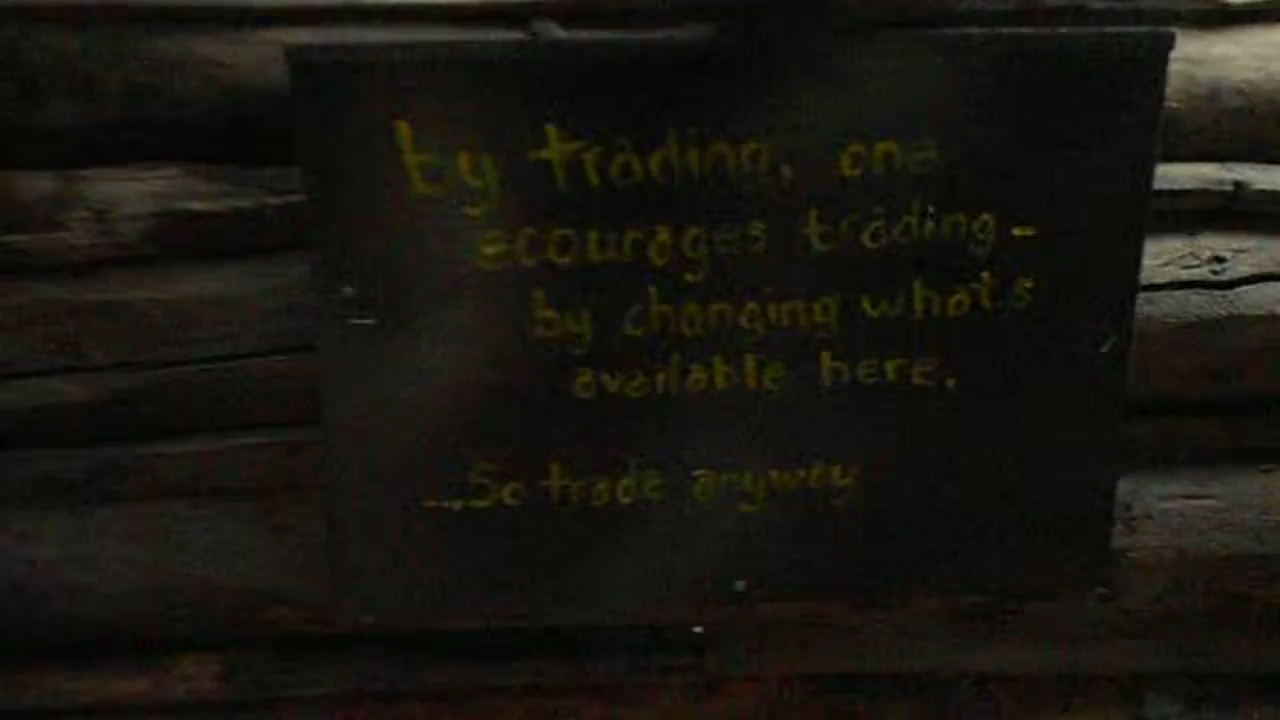 by trading, one
ecourages trading -
by changing what's
available here.
...So trade anyway